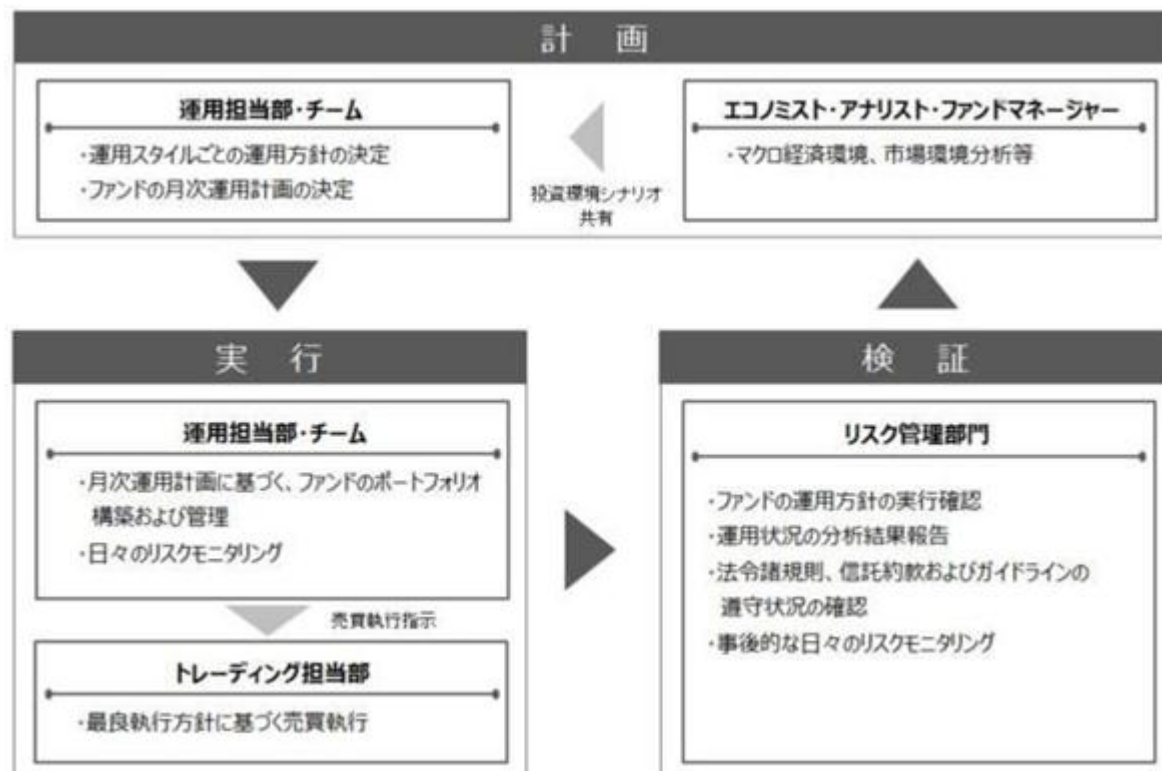 計 画
運用担当部・チーム
・運用スタイルごとの運用方針の決定
・ファンドの月次運用計画の決定
投資環境シナリオ
共有
エコノミスト・アナリスト・ファンドマネージャー
・マクロ経済環境、市場環境分析等
実 行
運用担当部・チーム
・月次運用計画に基づく、ファンドのポートフォリオ
構築および管理
・日々のリスクモニタリング
売買執行指示
トレーディング担当部
・最良執行方針に基づく売買執行
検 証
リスク管理部門
・ファンドの運用方針の実行確認
・運用状況の分析結果報告
・法令諸規則、信託約款およびガイドラインの
遵守状況の確認
・事後的な日々のリスクモニタリング